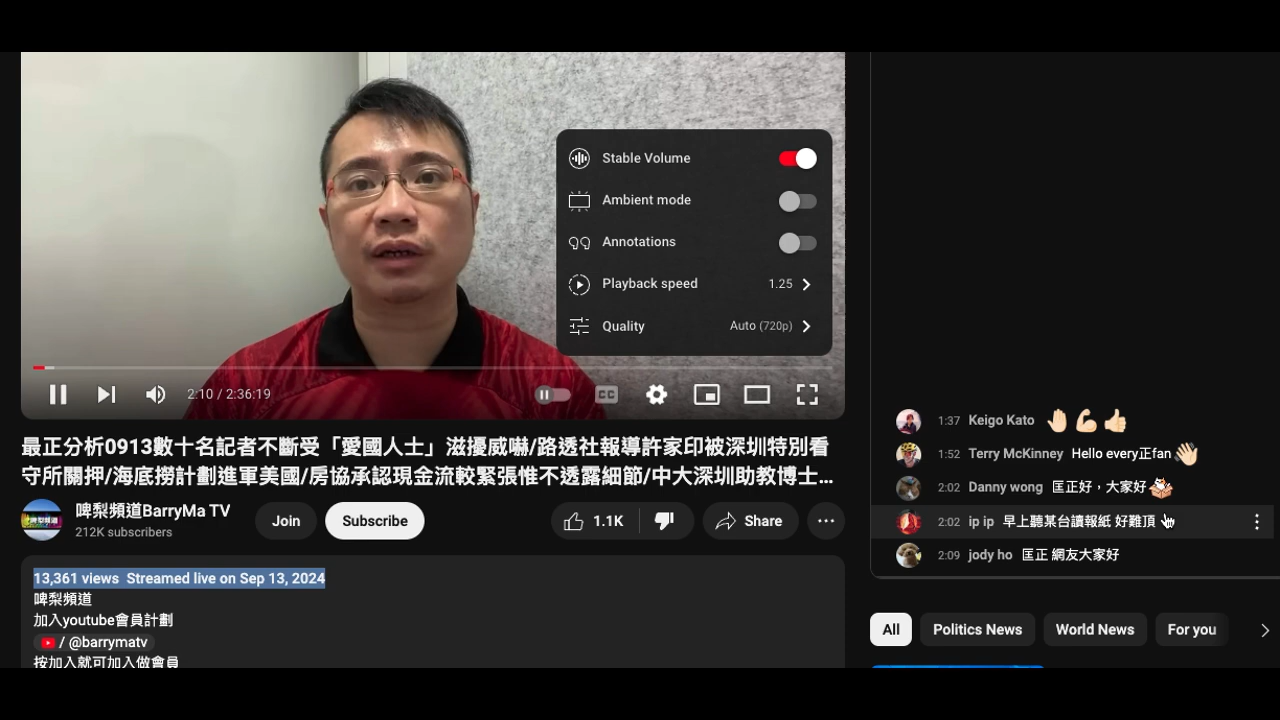 Stable Volume
Ambient mode
Annotations
Playback speed 1.25
Quality Auto (720p)
2:10 / 2:36:19
CC
最正分析0913數十名記者不斷受「愛國人士」滋擾威嚇/路透社報導許家印被深圳特別看
守所關押/海底撈計劃進軍美國/房協承認現金流較緊張惟不透露細節/中大深圳助教博士...
啤梨頻道BarryMa TV
212K subscribers
Join
Subscribe
1.1K
Share
13,361 views Streamed live on Sep 13, 2024
啤梨頻道
加入youtube會員計劃
/ @barrymatv
按加入就可加入做會員
1:37 Keigo Kato 🤚🏻💪🏻👍🏻
1:52 Terry McKinney Hello every正fan👋🏻
2:02 Danny wong 匡正好，大家好
2:02 ip ip 早上聽某台讀報紙 好難頂
2:09 jody ho 匡正 網友大家好
All
Politics News
World News
For you